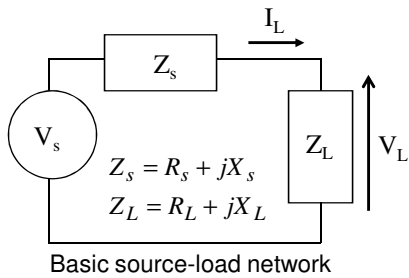 I_L
Z_s
V_s
Z_L
V_L
Z_s = R_s + jX_s
Z_L = R_L + jX_L
Basic source-load network